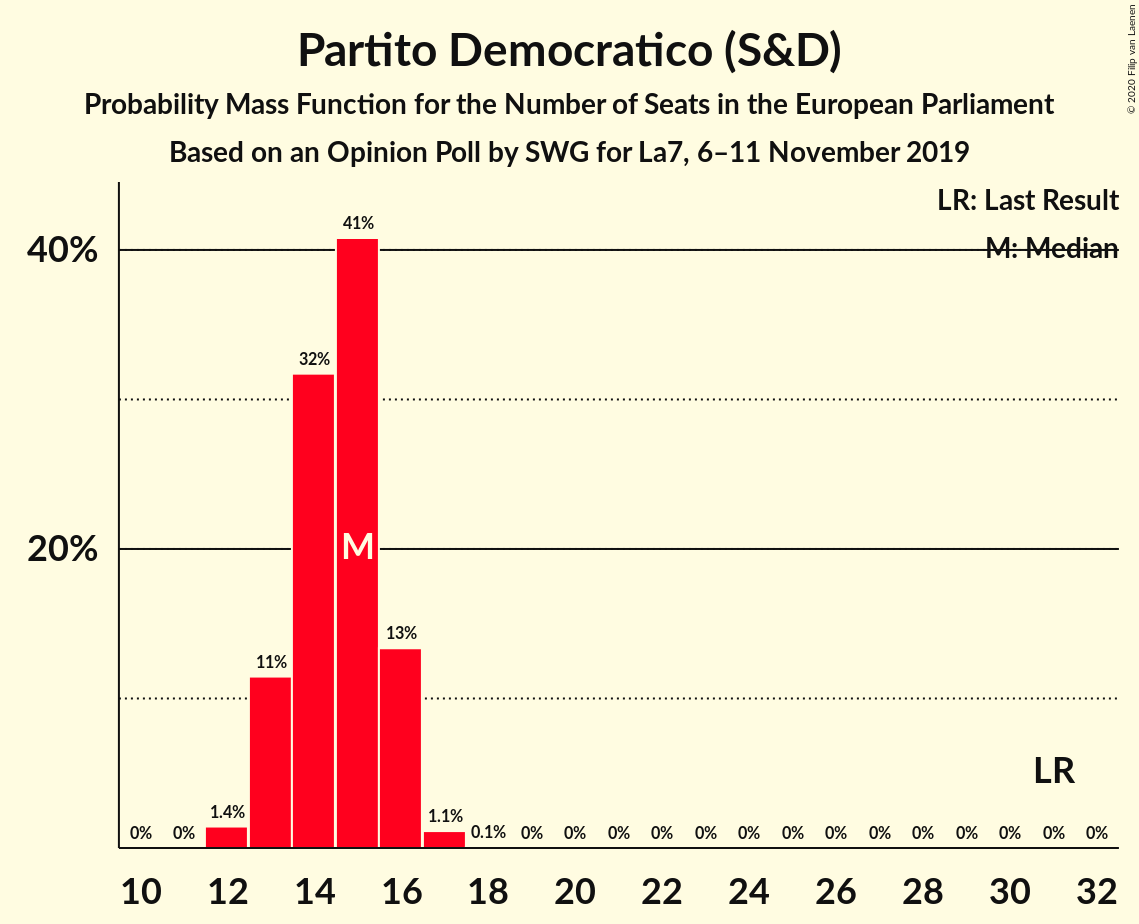 Partito Democratico (S&D)
Probability Mass Function for the Number of Seats in the European Parliament
Based on an Opinion Poll by SWG for La7, 6–11 November 2019
© 2020 Filip van Laenen
LR: Last Result
M: Median
40%
20%
0% 0% 1.4% 11% 32% 41% 13% 1.1% 0.1% 0% 0% 0% 0% 0% 0% 0% 0% 0% 0% 0% 0% 0% 0%
M
LR
10 12 14 16 18 20 22 24 26 28 30 32